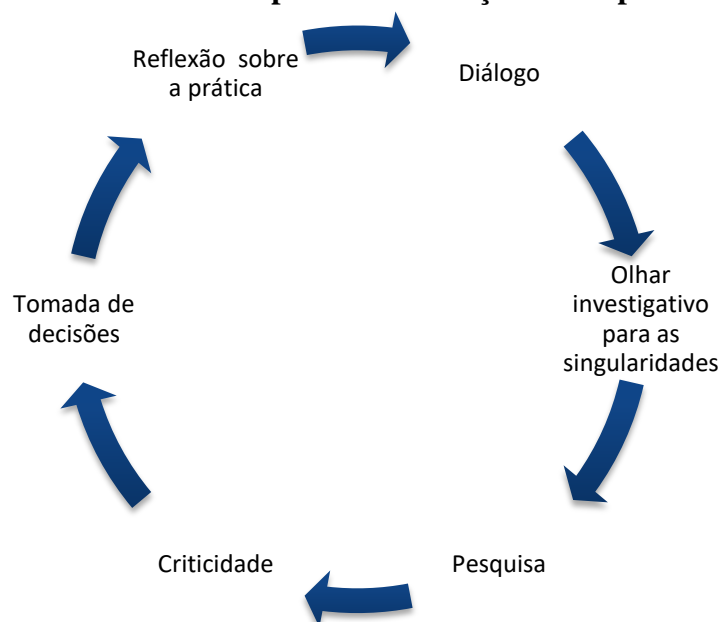 Reflexão sobre
a prática
Diálogo
Olhar
investigativo
para as
singularidades
Pesquisa
Criticidade
Tomada de
decisões